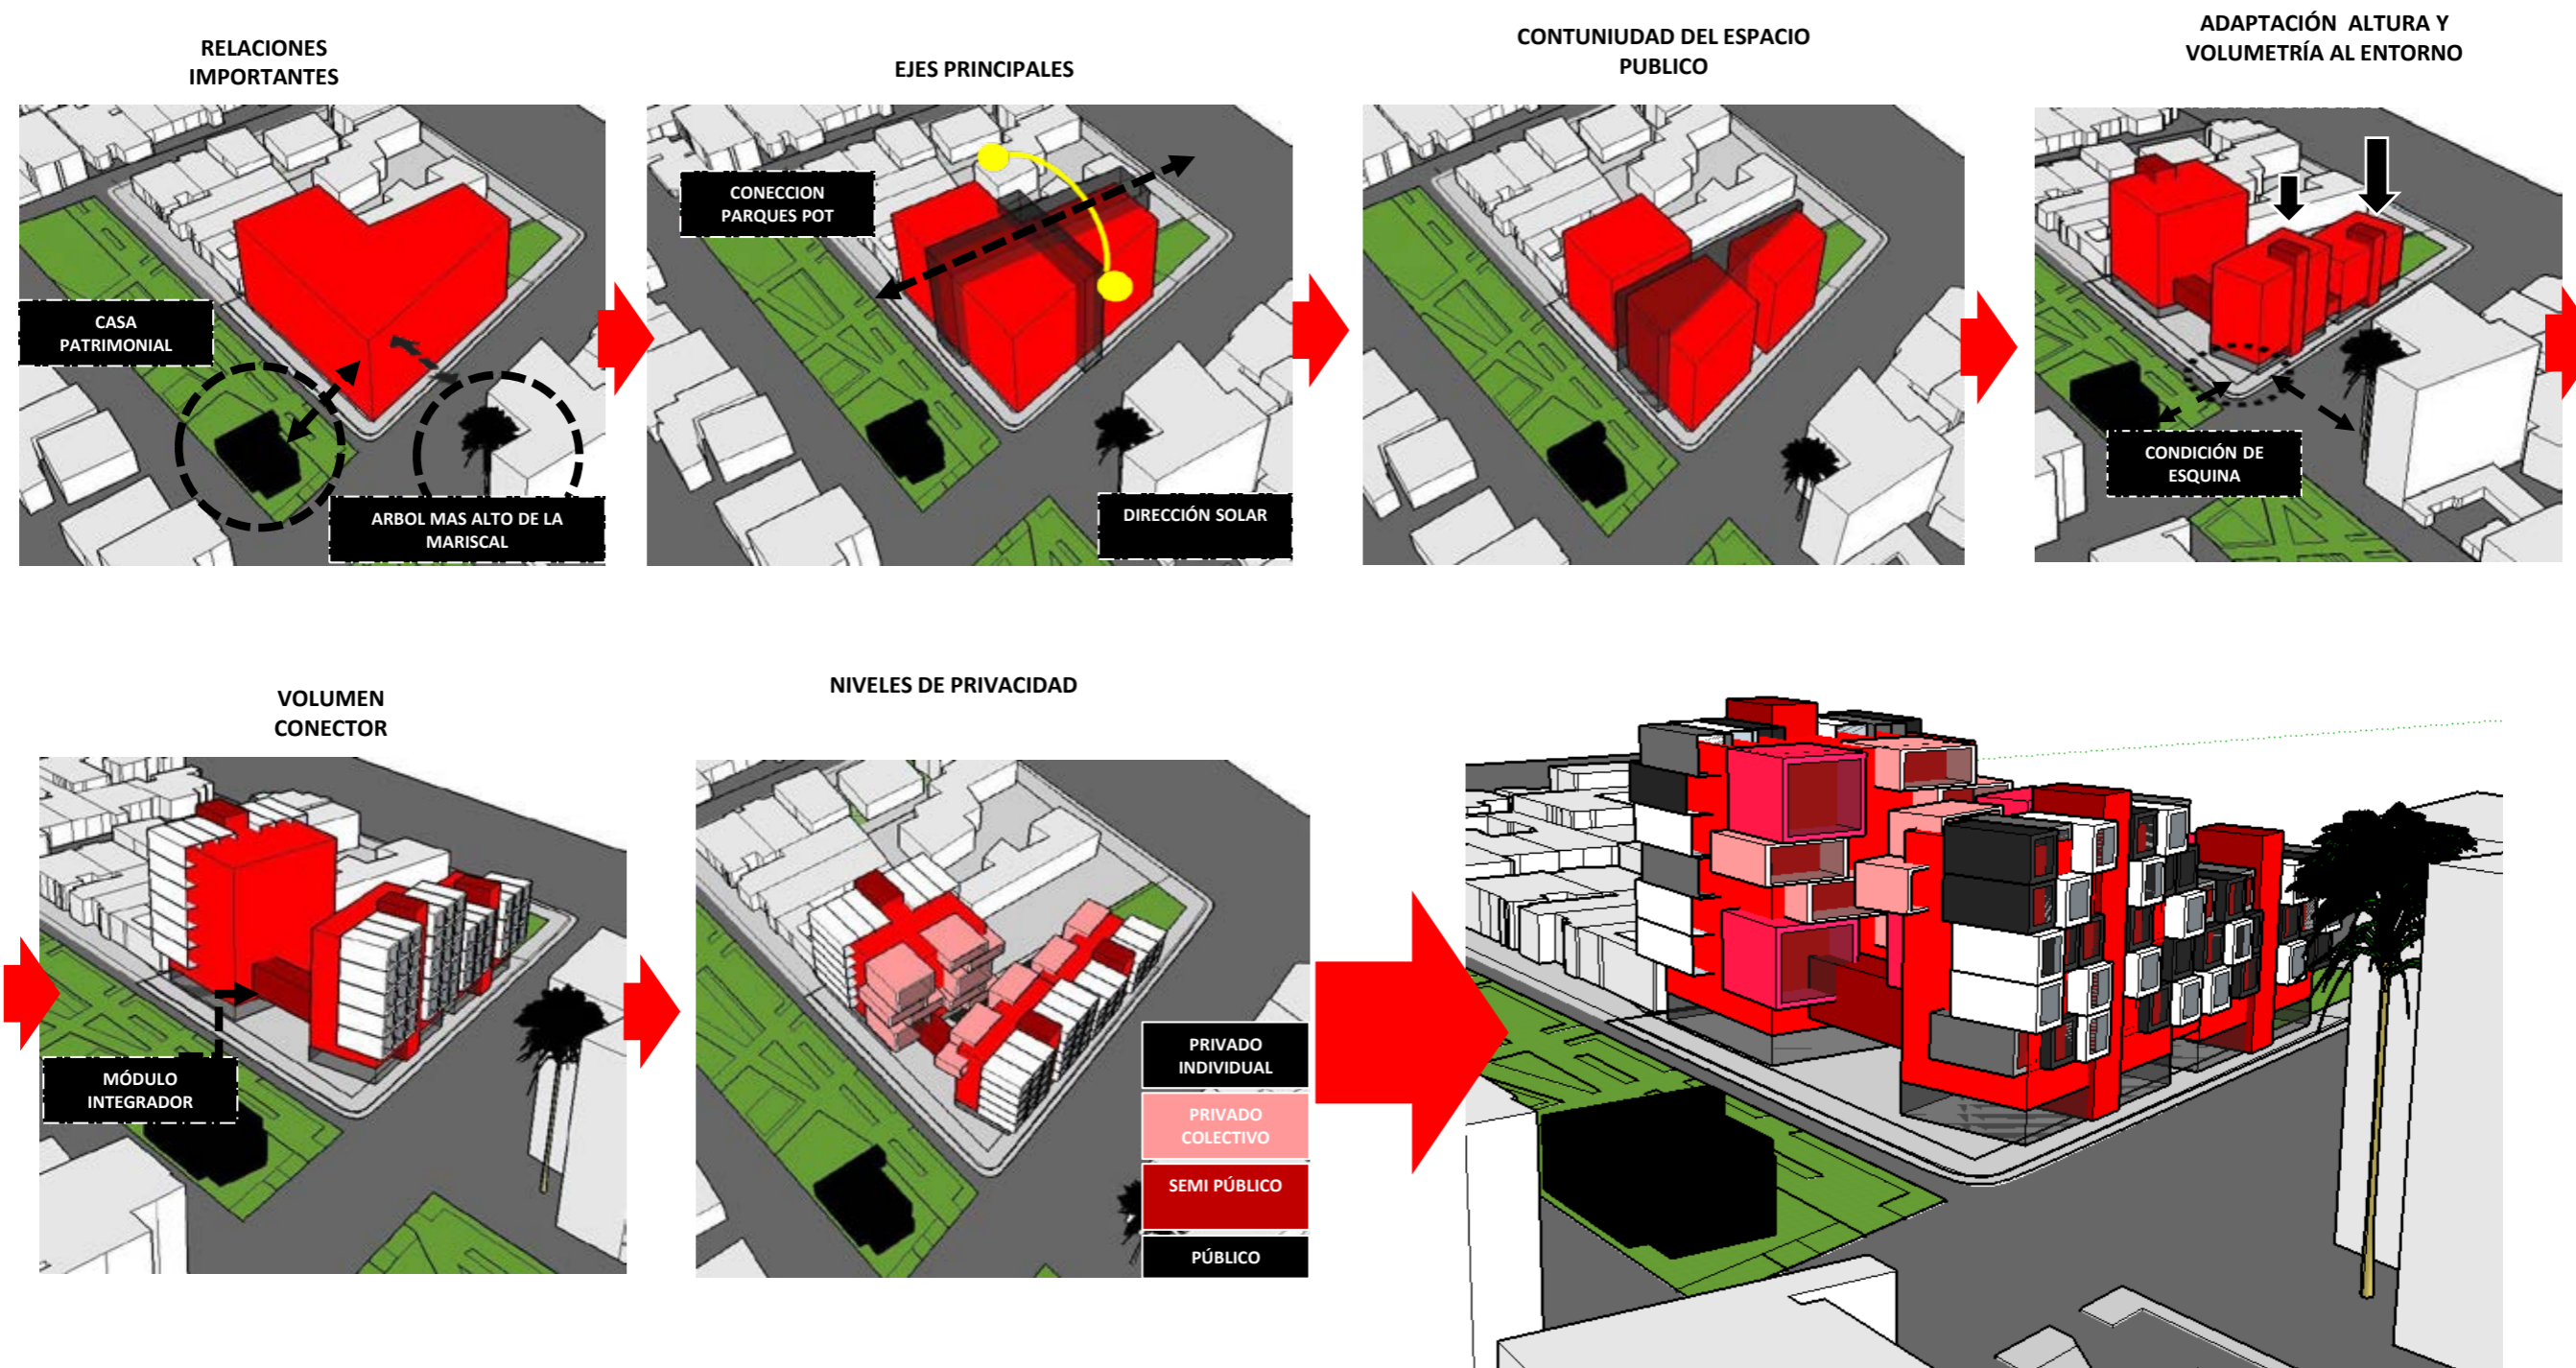 RELACIONES
IMPORTANTES
CASA
PATRIMONIAL
ARBOL MAS ALTO DE LA
MARISCAL
EJES PRINCIPALES
CONECCION
PARQUES POT
DIRECCIÓN SOLAR
CONTUNIUDAD DEL ESPACIO
PUBLICO
ADAPTACIÓN ALTURA Y
VOLUMETRÍA AL ENTORNO
CONDICIÓN DE
ESQUINA
VOLUMEN
CONECTOR
MÓDULO
INTEGRADOR
NIVELES DE PRIVACIDAD
PRIVADO
INDIVIDUAL
PRIVADO
COLECTIVO
SEMI PÚBLICO
PÚBLICO